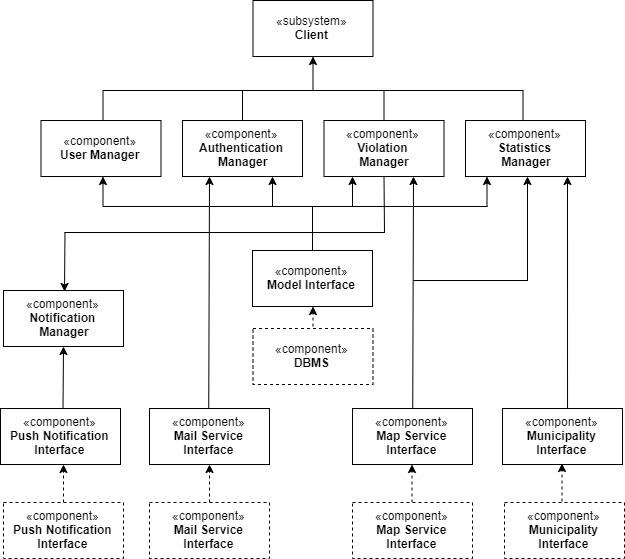 «subsystem»
Client
«component»
User Manager
«component»
Authentication
Manager
«component»
Violation
Manager
«component»
Statistics
Manager
«component»
Model Interface
«component»
Notification
Manager
«component»
DBMS
«component»
Push Notification
Interface
«component»
Mail Service
Interface
«component»
Map Service
Interface
«component»
Municipality
Interface
«component»
Push Notification
Interface
«component»
Mail Service
Interface
«component»
Map Service
Interface
«component»
Municipality
Interface